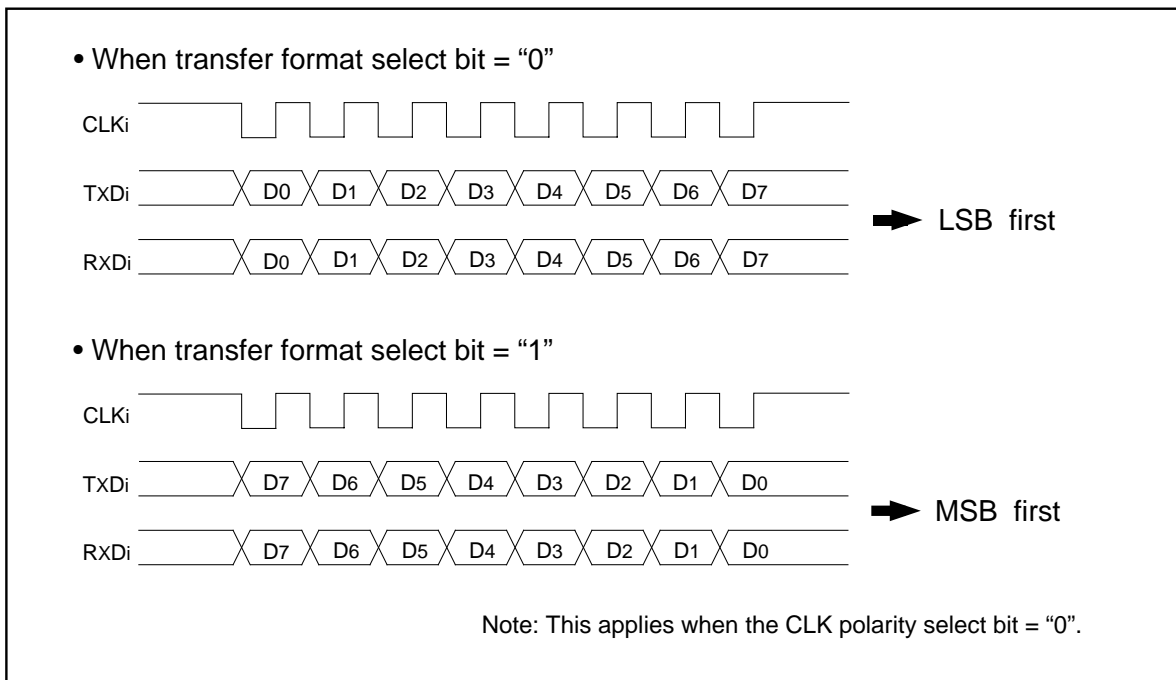 • When transfer format select bit = “0”
CLKi
TXDi D0 D1 D2 D3 D4 D5 D6 D7
RXDi D0 D1 D2 D3 D4 D5 D6 D7
LSB first
• When transfer format select bit = “1”
CLKi
TXDi D7 D6 D5 D4 D3 D2 D1 D0
RXDi D7 D6 D5 D4 D3 D2 D1 D0
MSB first
Note: This applies when the CLK polarity select bit = “0”.